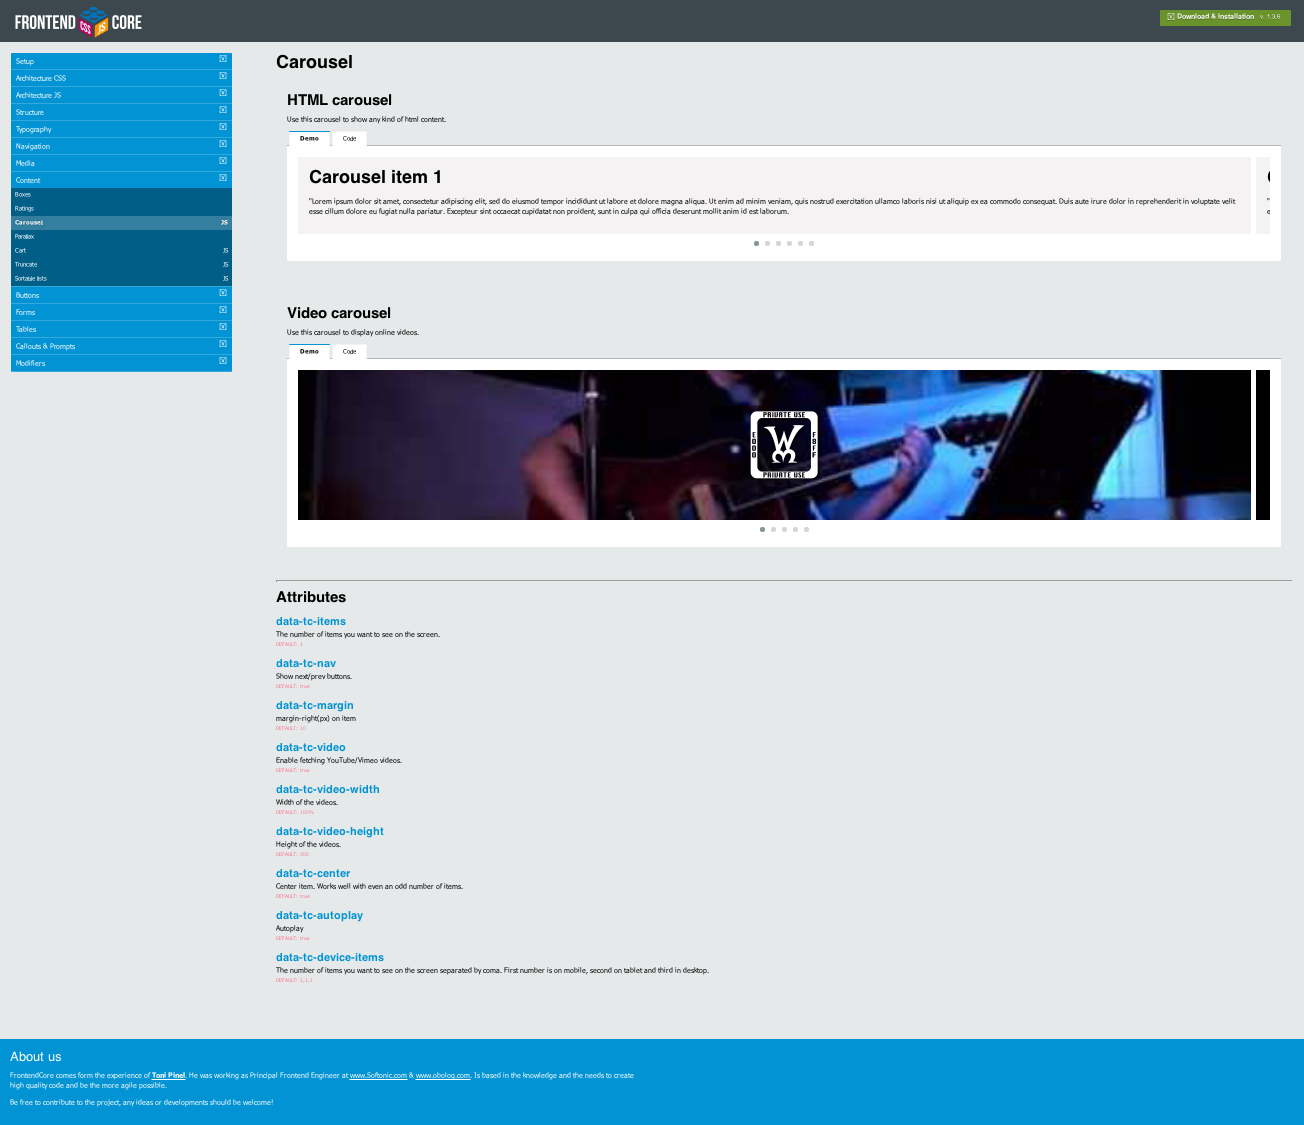 FRONTEND CSS JS CORE
Download & Installation v. 1.3.6
Setup
Architecture CSS
Architecture JS
Structure
Typography
Navigation
Media
Content
Boxes
Ratings
Carousel JS
Parallax
Cart JS
Truncate JS
Sortable lists JS
Buttons
Forms
Tables
Callouts & Prompts
Modifiers
Carousel
HTML carousel
Use this carousel to show any kind of html content.
Demo Code
Carousel item 1
"Lorem ipsum dolor sit amet, consectetur adipiscing elit, sed do eiusmod tempor incididunt ut labore et dolore magna aliqua. Ut enim ad minim veniam, quis nostrud exercitation ullamco laboris nisi ut aliquip ex ea commodo consequat. Duis aute irure dolor in reprehenderit in voluptate velit
esse cillum dolore eu fugiat nulla pariatur. Excepteur sint occaecat cupidatat non proident, sunt in culpa qui officia deserunt mollit anim id est laborum.
Video carousel
Use this carousel to display online videos.
Demo Code
PRIVATE USE
E000 F8FF
PRIVATE USE
Attributes
data-tc-items
The number of items you want to see on the screen.
DEFAULT: 1
data-tc-nav
Show next/prev buttons.
DEFAULT: true
data-tc-margin
margin-right(px) on item
DEFAULT: 10
data-tc-video
Enable fetching YouTube/Vimeo videos.
DEFAULT: true
data-tc-video-width
Width of the videos.
DEFAULT: 100%
data-tc-video-height
Height of the videos.
DEFAULT: 300
data-tc-center
Center item. Works well with even an odd number of items.
DEFAULT: true
data-tc-autoplay
Autoplay
DEFAULT: true
data-tc-device-items
The number of items you want to see on the screen separated by coma. First number is on mobile, second on tablet and third in desktop.
DEFAULT: 1,1,1
About us
FrontendCore comes form the experience of Toni Pinel. He was working as Principal Frontend Engineer at www.Softonic.com & www.obolog.com. Is based in the knowledge and the needs to create
high quality code and be the more agile possible.
Be free to contribute to the project, any ideas or developments should be welcome!